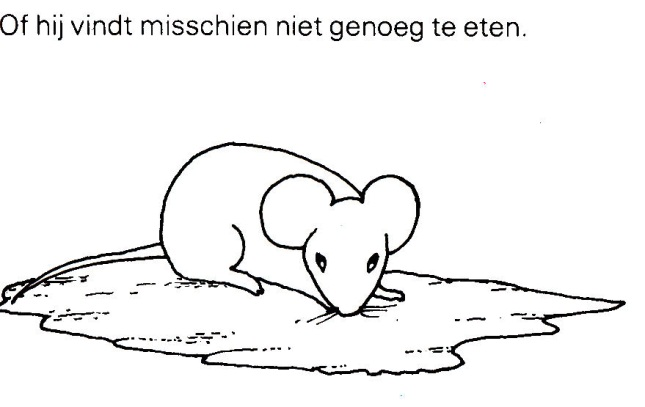 Of hij vindt misschien niet genoeg te eten.